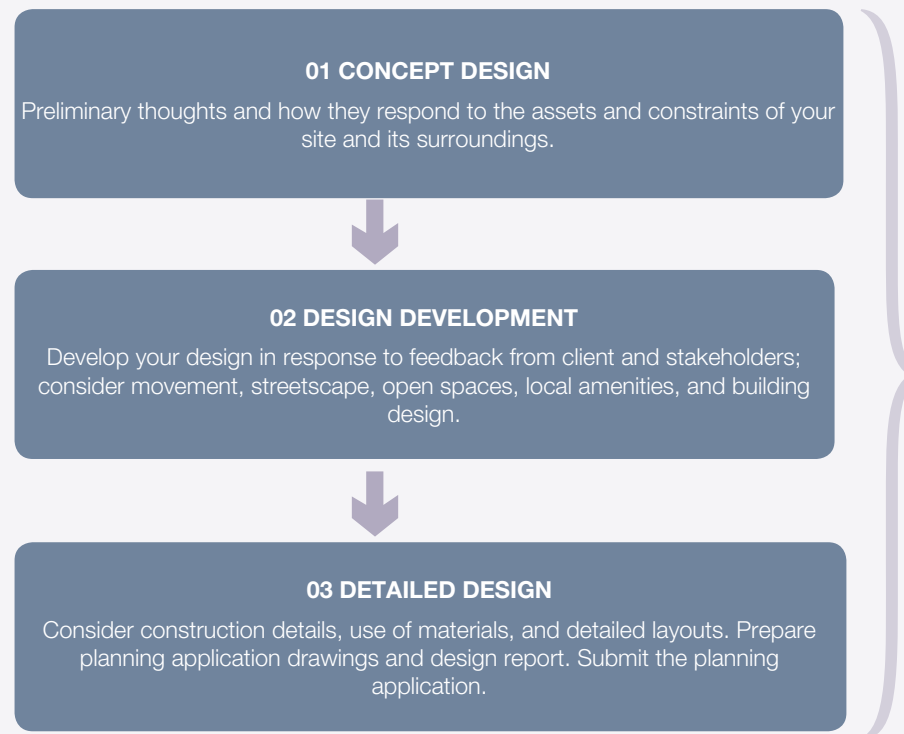 01 CONCEPT DESIGN
Preliminary thoughts and how they respond to the assets and constraints of your
site and its surroundings.
02 DESIGN DEVELOPMENT
Develop your design in response to feedback from client and stakeholders;
consider movement, streetscape, open spaces, local amenities, and building
design.
03 DETAILED DESIGN
Consider construction details, use of materials, and detailed layouts. Prepare
planning application drawings and design report. Submit the planning
application.